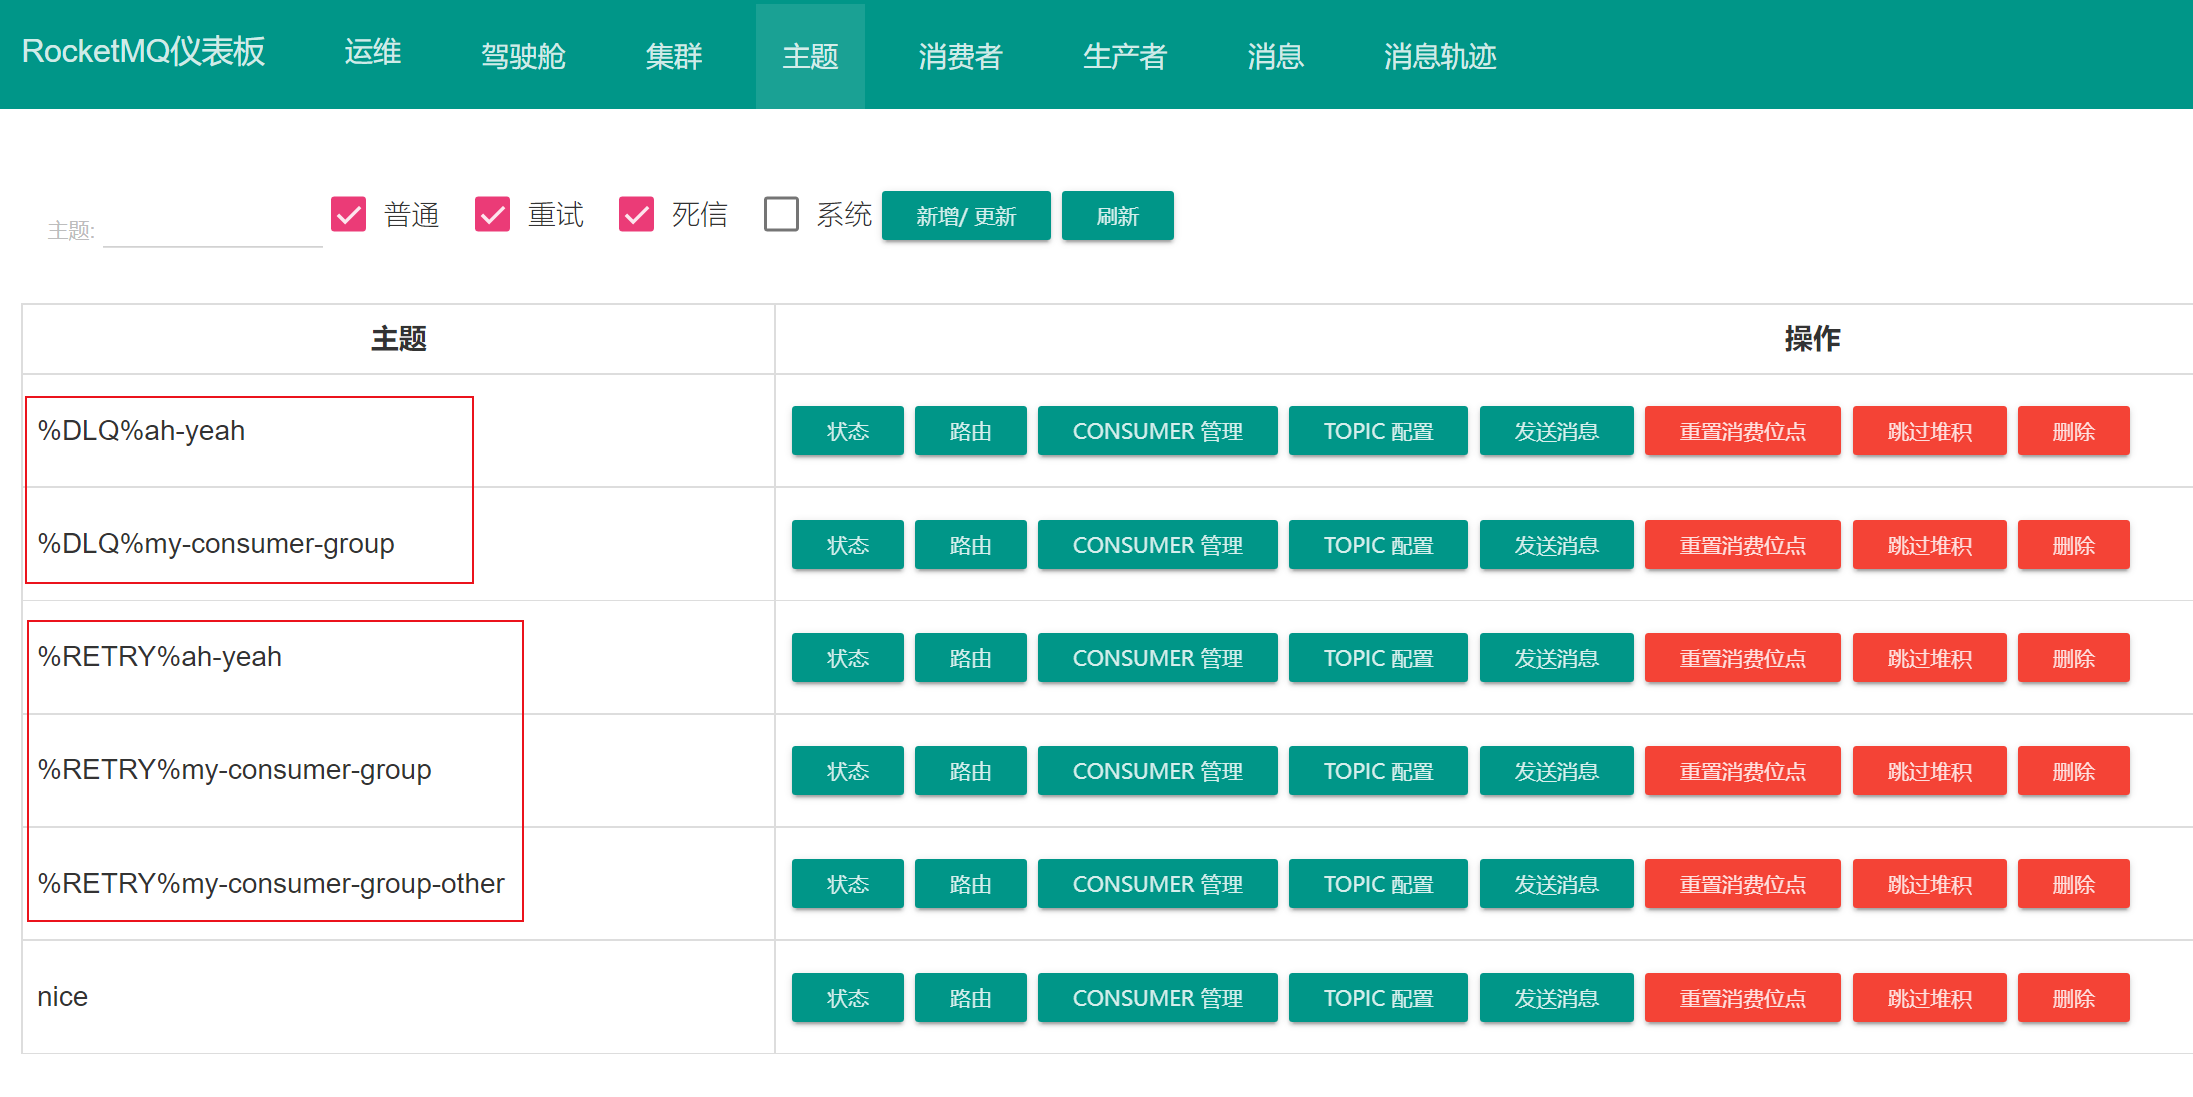 RocketMQ仪表板 运维 驾驶舱 集群 主题 消费者 生产者 消息 消息轨迹
主题: 普通 重试 死信 系统 新增/ 更新 刷新
主题 操作
%DLQ%ah-yeah 状态 路由 CONSUMER 管理 TOPIC 配置 发送消息 重置消费位点 跳过堆积 删除
%DLQ%my-consumer-group 状态 路由 CONSUMER 管理 TOPIC 配置 发送消息 重置消费位点 跳过堆积 删除
%RETRY%ah-yeah 状态 路由 CONSUMER 管理 TOPIC 配置 发送消息 重置消费位点 跳过堆积 删除
%RETRY%my-consumer-group 状态 路由 CONSUMER 管理 TOPIC 配置 发送消息 重置消费位点 跳过堆积 删除
%RETRY%my-consumer-group-other 状态 路由 CONSUMER 管理 TOPIC 配置 发送消息 重置消费位点 跳过堆积 删除
nice 状态 路由 CONSUMER 管理 TOPIC 配置 发送消息 重置消费位点 跳过堆积 删除